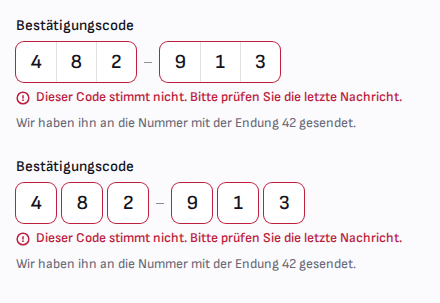 Bestätigungscode
4 8 2 – 9 1 3
Dieser Code stimmt nicht. Bitte prüfen Sie die letzte Nachricht.
Wir haben ihn an die Nummer mit der Endung 42 gesendet.
Bestätigungscode
4 8 2 – 9 1 3
Dieser Code stimmt nicht. Bitte prüfen Sie die letzte Nachricht.
Wir haben ihn an die Nummer mit der Endung 42 gesendet.